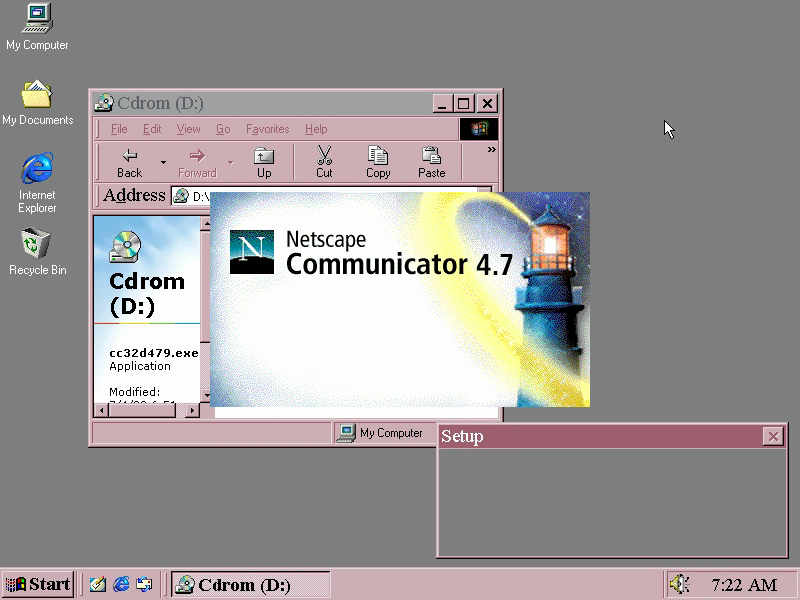 My Computer
My Documents
Internet
Explorer
Recycle Bin
Cdrom (D:)
File Edit View Go Favorites Help
Back Forward Up Cut Copy Paste »
Address D:\
Cdrom
(D:)
cc32d479.exe
Application
Modified:
N
Netscape
Communicator 4.7
My Computer
Setup
Start Cdrom (D:) 7:22 AM